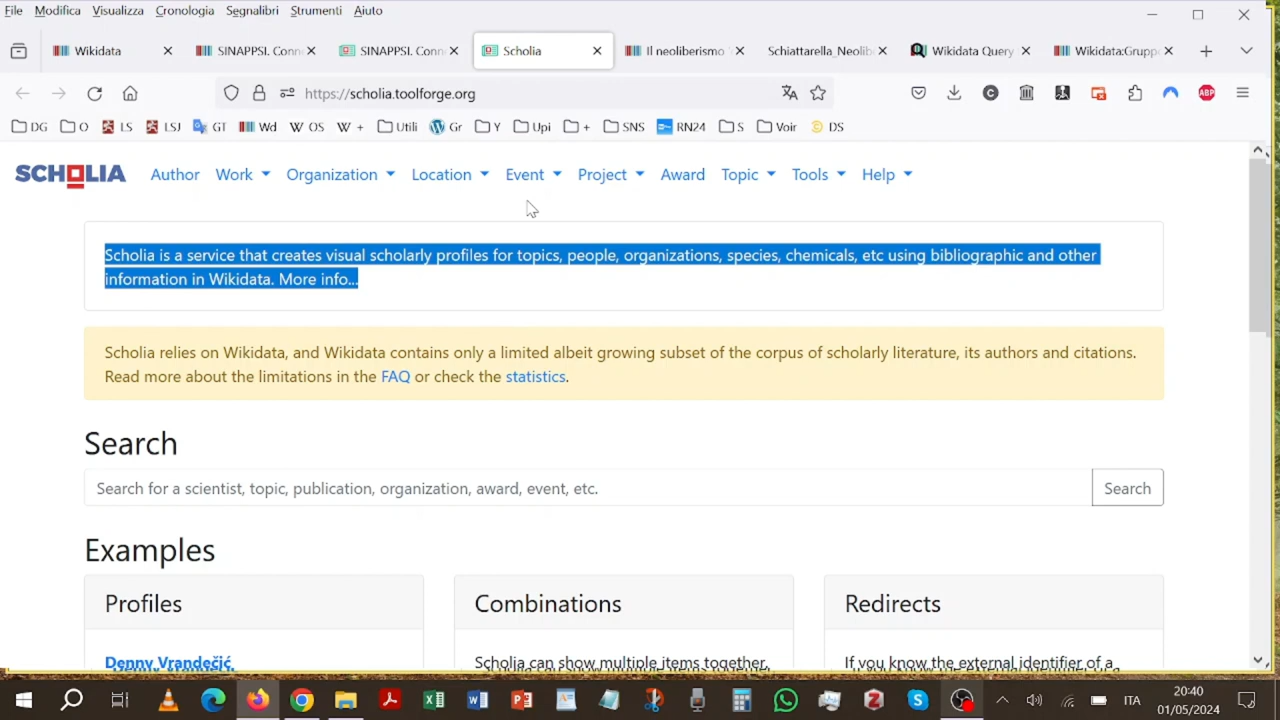 File Modifica Visualizza Cronologia Segnalibri Strumenti Aiuto
Wikidata SINAPPSI. Conn SINAPPSI. Conn Scholia Il neoliberismo Schiattarella_Neolib Wikidata Query Wikidata:Grupp
https://scholia.toolforge.org
DG O LS LSJ GT Wd OS + Utili Gr Y Upi + SNS RN24 S Voir DS
SCHOLIA Author Work Organization Location Event Project Award Topic Tools Help
Scholia is a service that creates visual scholarly profiles for topics, people, organizations, species, chemicals, etc using bibliographic and other
information in Wikidata. More info...
Scholia relies on Wikidata, and Wikidata contains only a limited albeit growing subset of the corpus of scholarly literature, its authors and citations.
Read more about the limitations in the FAQ or check the statistics.
Search
Search for a scientist, topic, publication, organization, award, event, etc.
Search
Examples
Profiles Combinations Redirects
Denny Vrandečić Scholia can show multiple items together, If you know the external identifier of a
ITA
20:40
01/05/2024